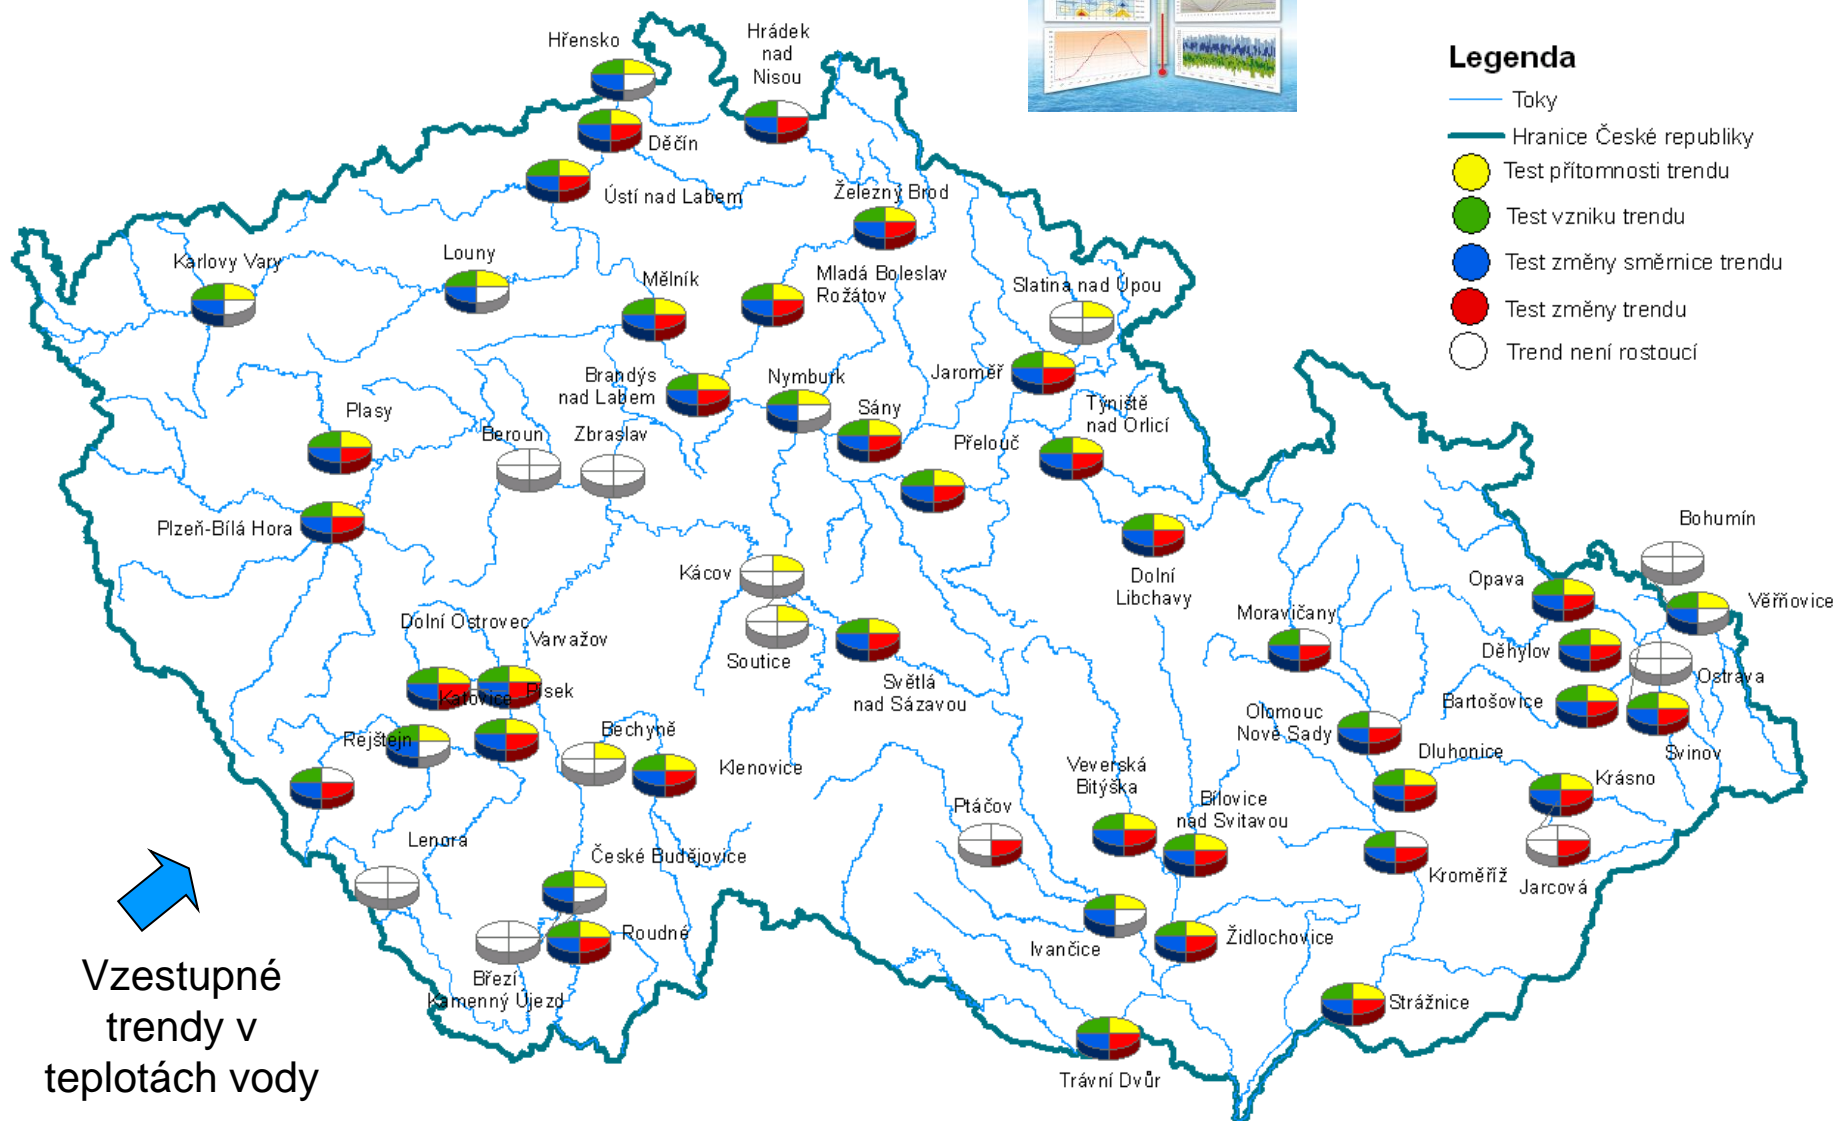 Hřensko
Hrádek
nad
Nisou
Legenda
Toky
Hranice České republiky
Test přítomnosti trendu
Test vzniku trendu
Test změny směrnice trendu
Test změny trendu
Trend není rostoucí
Děčín
Ústí nad Labem
Železný Brod
Karlovy Vary
Louny
Mělník
Mladá Boleslav
Rožátov
Slatina nad Úpou
Brandýs
nad Labem
Nymburk
Jaroměř
Plasy
Beroun
Zbraslav
Sány
Přelouč
Týniště
nad Orlicí
Plzeň-Bílá Hora
Bohumín
Kácov
Dolní
Libchavy
Opava
Věřňovice
Dolní Ostrovec
Varvažov
Soutice
Moravičany
Děhylov
Světlá
nad Sázavou
Ostrava
Katovice
Písek
Bartošovice
Olomouc
Nové Sady
Rejštejn
Bechyně
Svinov
Klenovice
Dluhonice
Veverská
Bitýška
Krásno
Ptáčov
Bílovice
nad Svitavou
Lenora
České Budějovice
Kroměříž
Jarcová
Roudné
Ivančice
Židlochovice
Březí
Kamenný Újezd
Strážnice
Trávní Dvůr
Vzestupné
trendy v
teplotách vody